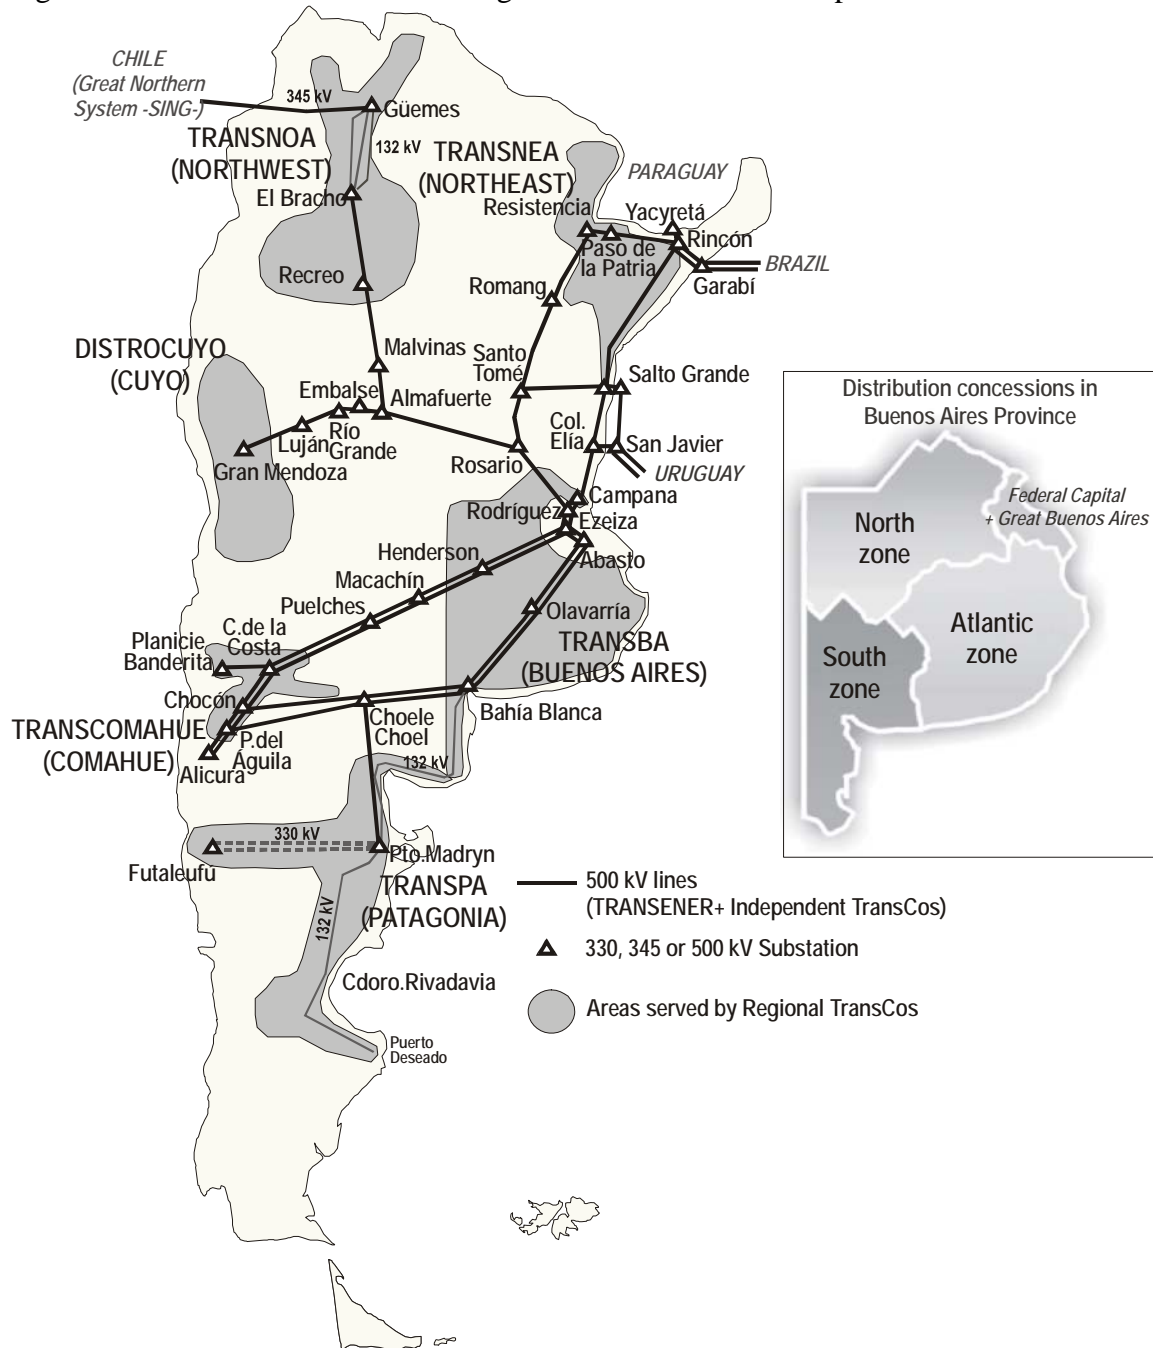 CHILE
(Great Northern
System -SING-)
345 kV
Güemes
TRANSNOA
(NORTHWEST)
132 kV
TRANSNEA
(NORTHEAST)
PARAGUAY
El Bracho
Resistencia
Yacyretá
Rincón
Paso de
la Patria
BRAZIL
Garabí
Recreo
Romang
DISTROCUYO
(CUYO)
Malvinas
Santo
Tomé
Salto Grande
Embalse
Almafuerte
Río
Grande
Luján
Gran Mendoza
Col.
Elía
San Javier
Rosario
URUGUAY
Campana
Rodríguez
Ezeiza
Abasto
Henderson
Macachín
Puelches
Olavarría
C.de la
Costa
Planicie
Banderita
TRANSBA
(BUENOS AIRES)
Chocón
Choele
Choel
Bahía Blanca
TRANSCOMAHUE
(COMAHUE)
P.del
Águila
Alicura
132 kV
330 kV
Futaleufú
Pto.Madryn
TRANSPA
(PATAGONIA)
132 kV
Cdoro.Rivadavia
Puerto
Deseado
500 kV lines
(TRANSENER+ Independent TransCos)
330, 345 or 500 kV Substation
Areas served by Regional TransCos
Distribution concessions in
Buenos Aires Province
Federal Capital
+ Great Buenos Aires
North
zone
Atlantic
zone
South
zone